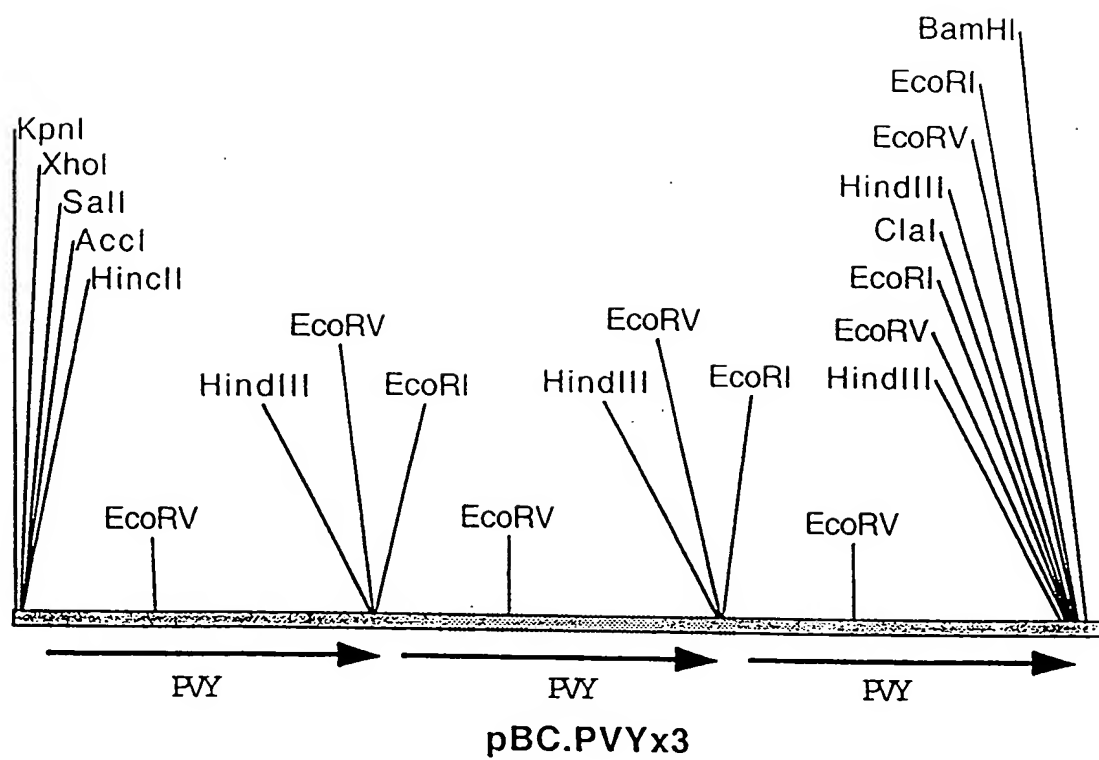 BamHI
EcoRI
EcoRV
HindIII
ClaI
EcoRI
EcoRV
HindIII
KpnI
XhoI
SalI
AccI
HincII
EcoRV
HindIII
EcoRI
EcoRV
HindIII
EcoRI
EcoRV
EcoRV
EcoRV
PVY
PVY
PVY
pBC.PVYx3